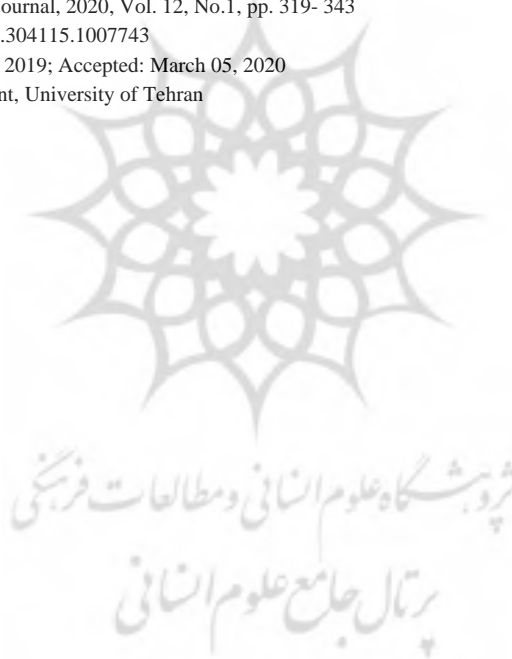 ournal, 2020, Vol. 12, No.1, pp. 319- 343
.304115.1007743
2019; Accepted: March 05, 2020
nt, University of Tehran
پژوهشگاه علوم انسانی و مطالعات فرهنگی
پرتال جامع علوم انسانی